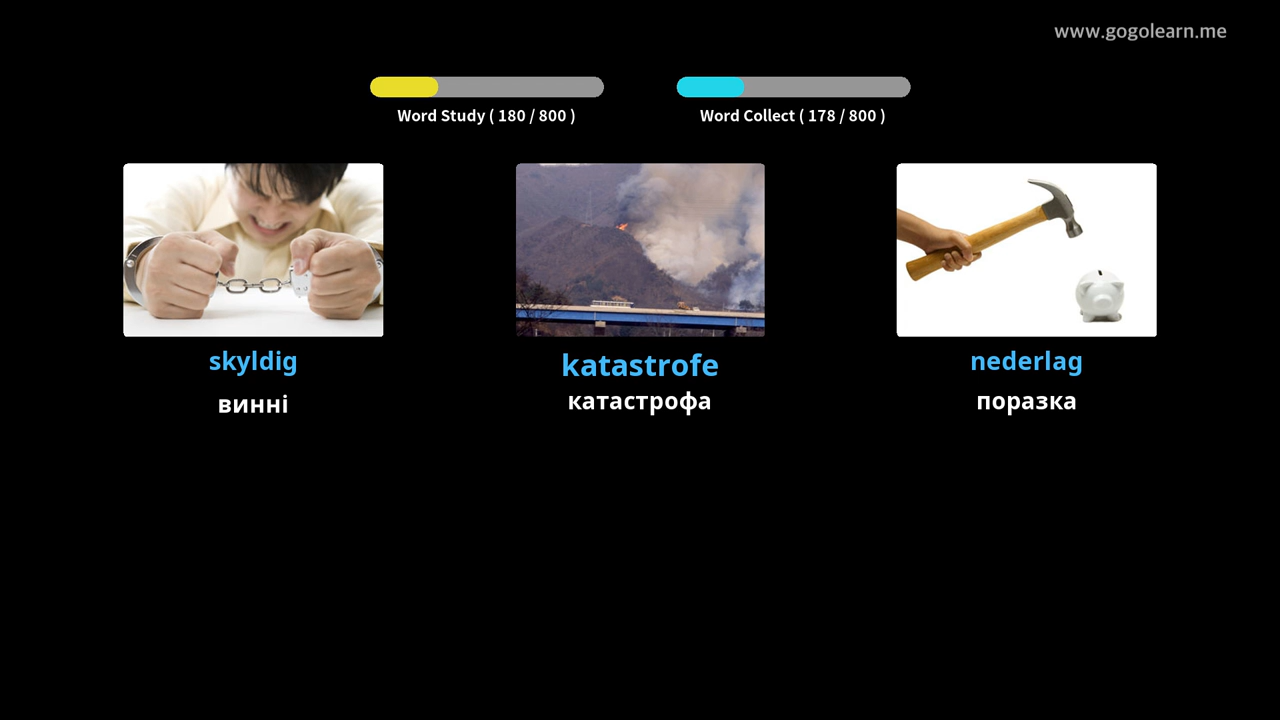 www.gogolearn.me
Word Study ( 180 / 800 )
Word Collect ( 178 / 800 )
skyldig
katastrofe
nederlag
винні
катастрофа
поразка